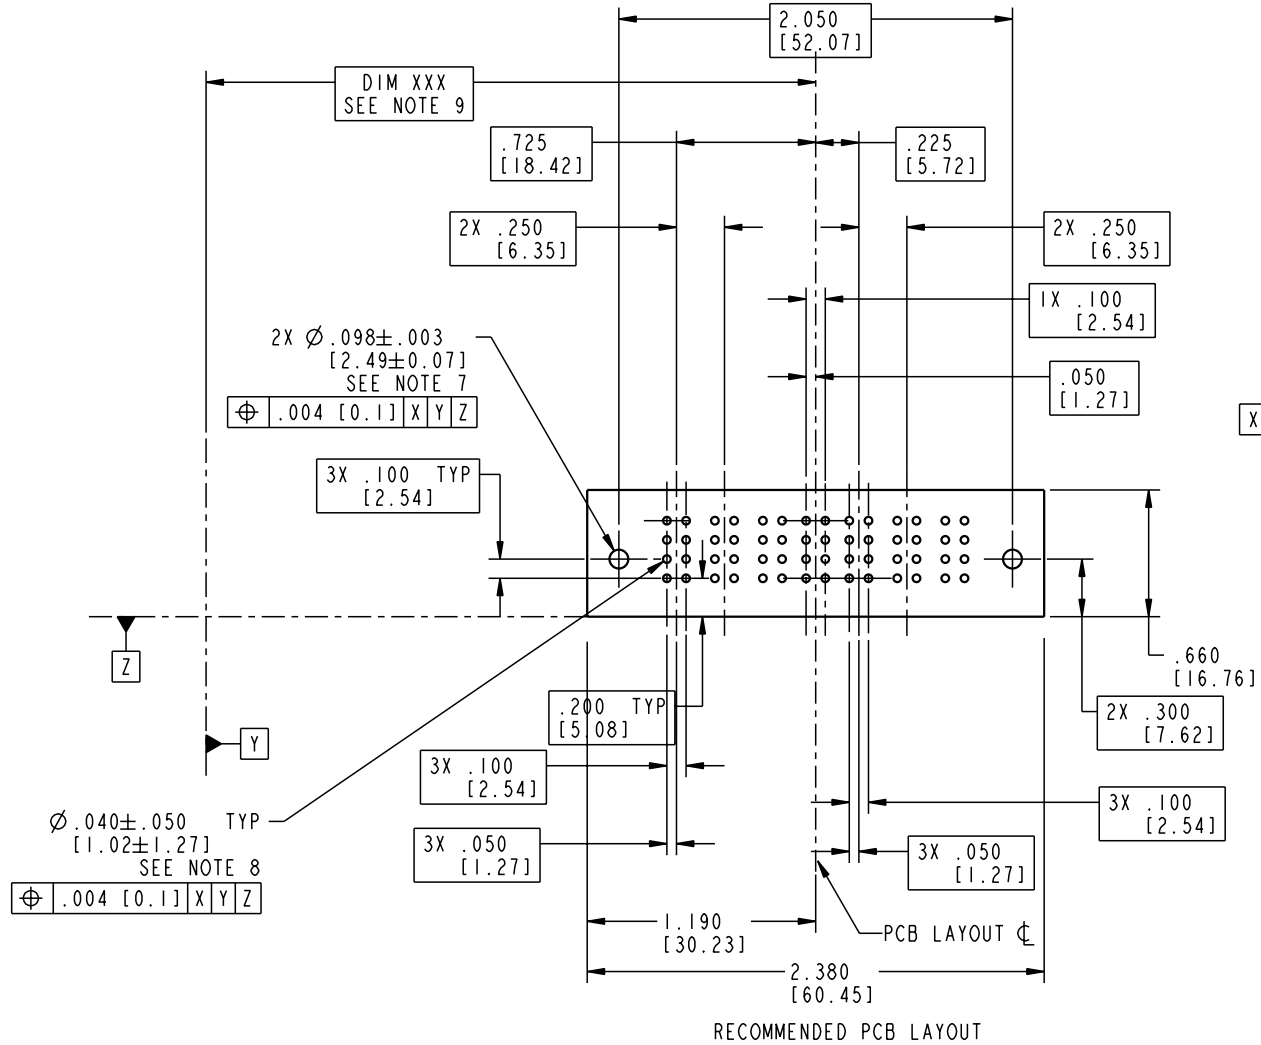 2.050
[52.07]
DIM XXX
SEE NOTE 9
.725
[18.42]
.225
[5.72]
2X .250
[6.35]
2X .250
[6.35]
1X .100
[2.54]
2X Ø.098±.003
[2.49±0.07]
SEE NOTE 7
⌖ .004 [0.1] X Y Z
.050
[1.27]
X
3X .100 TYP
[2.54]
Z
.660
[16.76]
.200 TYP
[5.08]
2X .300
[7.62]
Y
3X .100
[2.54]
3X .100
[2.54]
Ø.040±.050 TYP
[1.02±1.27]
SEE NOTE 8
⌖ .004 [0.1] X Y Z
3X .050
[1.27]
3X .050
[1.27]
1.190
[30.23]
PCB LAYOUT ℄
2.380
[60.45]
RECOMMENDED PCB LAYOUT